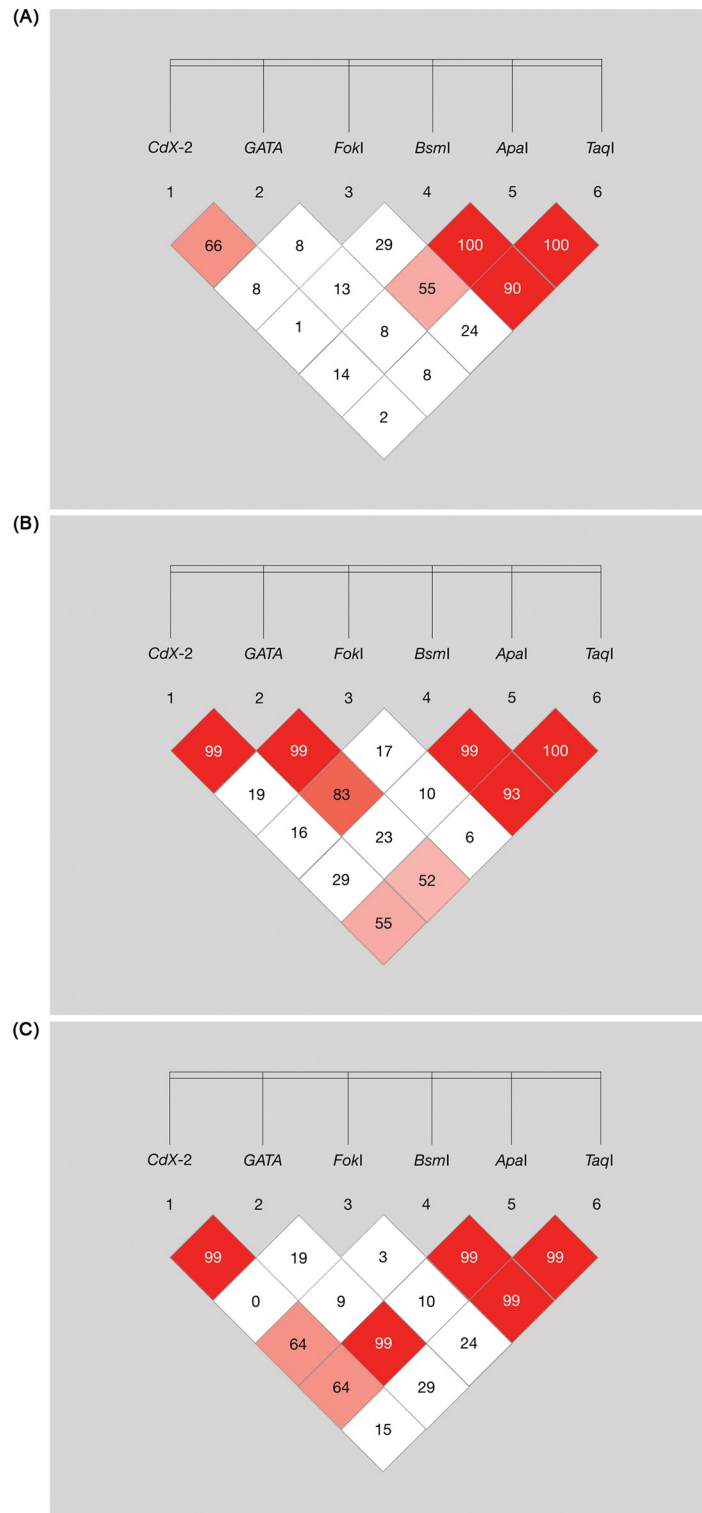 (A)
CdX-2 GATA FokI BsmI ApaI TaqI
1 2 3 4 5 6
66 8 29 100 100
8 13 55 90
1 8 24
14 8
2
(B)
CdX-2 GATA FokI BsmI ApaI TaqI
1 2 3 4 5 6
99 99 17 99 100
19 83 10 93
16 23 6
29 52
55
(C)
CdX-2 GATA FokI BsmI ApaI TaqI
1 2 3 4 5 6
99 19 3 99 99
0 9 10 99
64 99 24
64 29
15